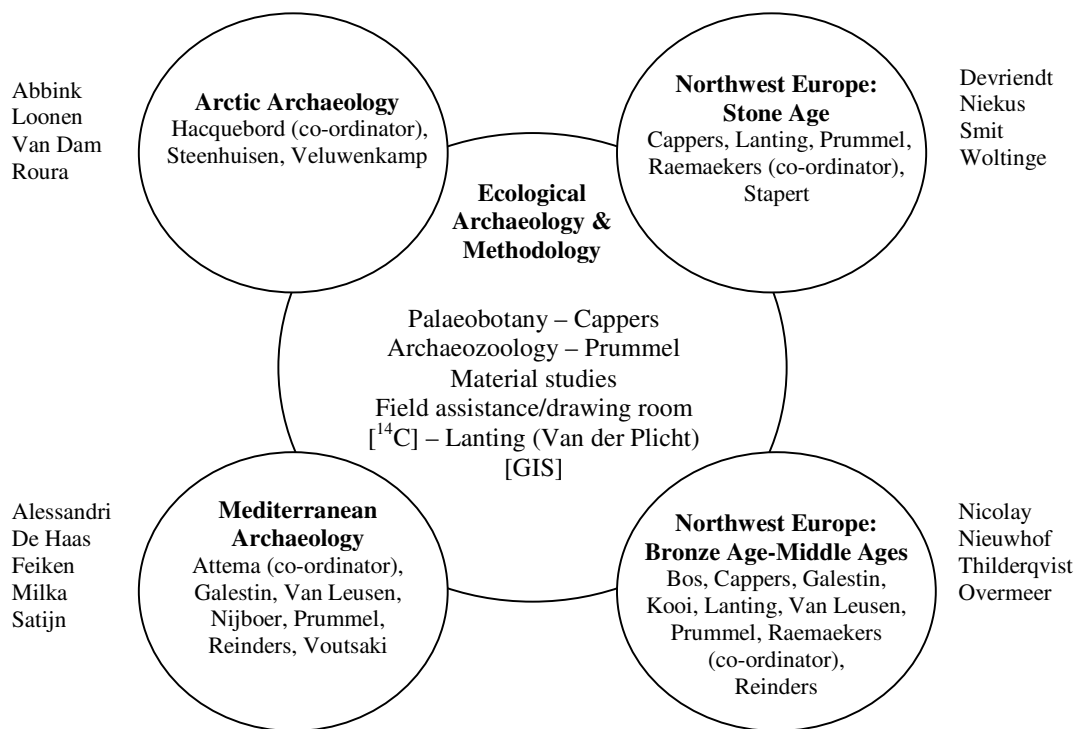 Abbink
Loonen
Van Dam
Roura
Arctic Archaeology
Hacquebord (co-ordinator),
Steenhuisen, Veluwenkamp
Northwest Europe:
Stone Age
Cappers, Lanting, Prummel,
Raemaekers (co-ordinator),
Stapert
Devriendt
Niekus
Smit
Woltinge
Ecological
Archaeology &
Methodology
Palaeobotany – Cappers
Archaeozoology – Prummel
Material studies
Field assistance/drawing room
[¹⁴C] – Lanting (Van der Plicht)
[GIS]
Alessandri
De Haas
Feiken
Milka
Satijn
Mediterranean
Archaeology
Attema (co-ordinator),
Galestin, Van Leusen,
Nijboer, Prummel,
Reinders, Voutsaki
Northwest Europe:
Bronze Age-Middle Ages
Bos, Cappers, Galestin,
Kooi, Lanting, Van Leusen,
Prummel, Raemaekers
(co-ordinator),
Reinders
Nicolay
Nieuwhof
Thilderqvist
Overmeer